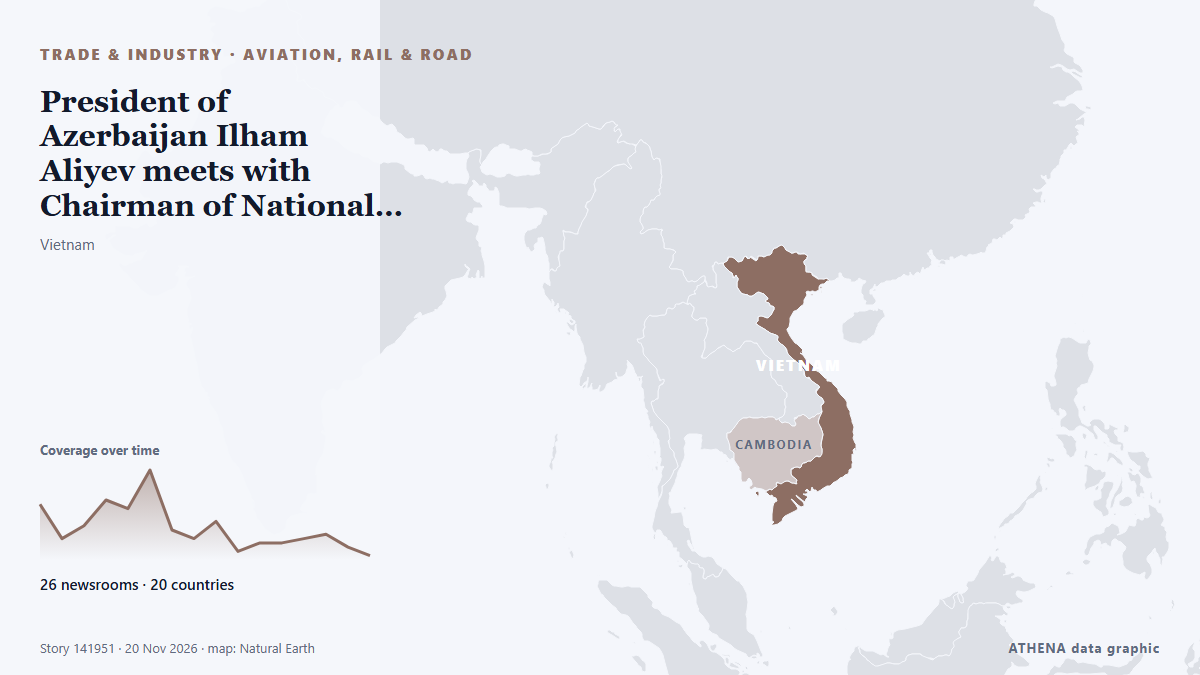 TRADE & INDUSTRY · AVIATION, RAIL & ROAD
President of
Azerbaijan Ilham
Aliyev meets with
Chairman of National...
Vietnam
VIETNAM
CAMBODIA
Coverage over time
26 newsrooms · 20 countries
Story 141951 · 20 Nov 2026 · map: Natural Earth
ATHENA data graphic